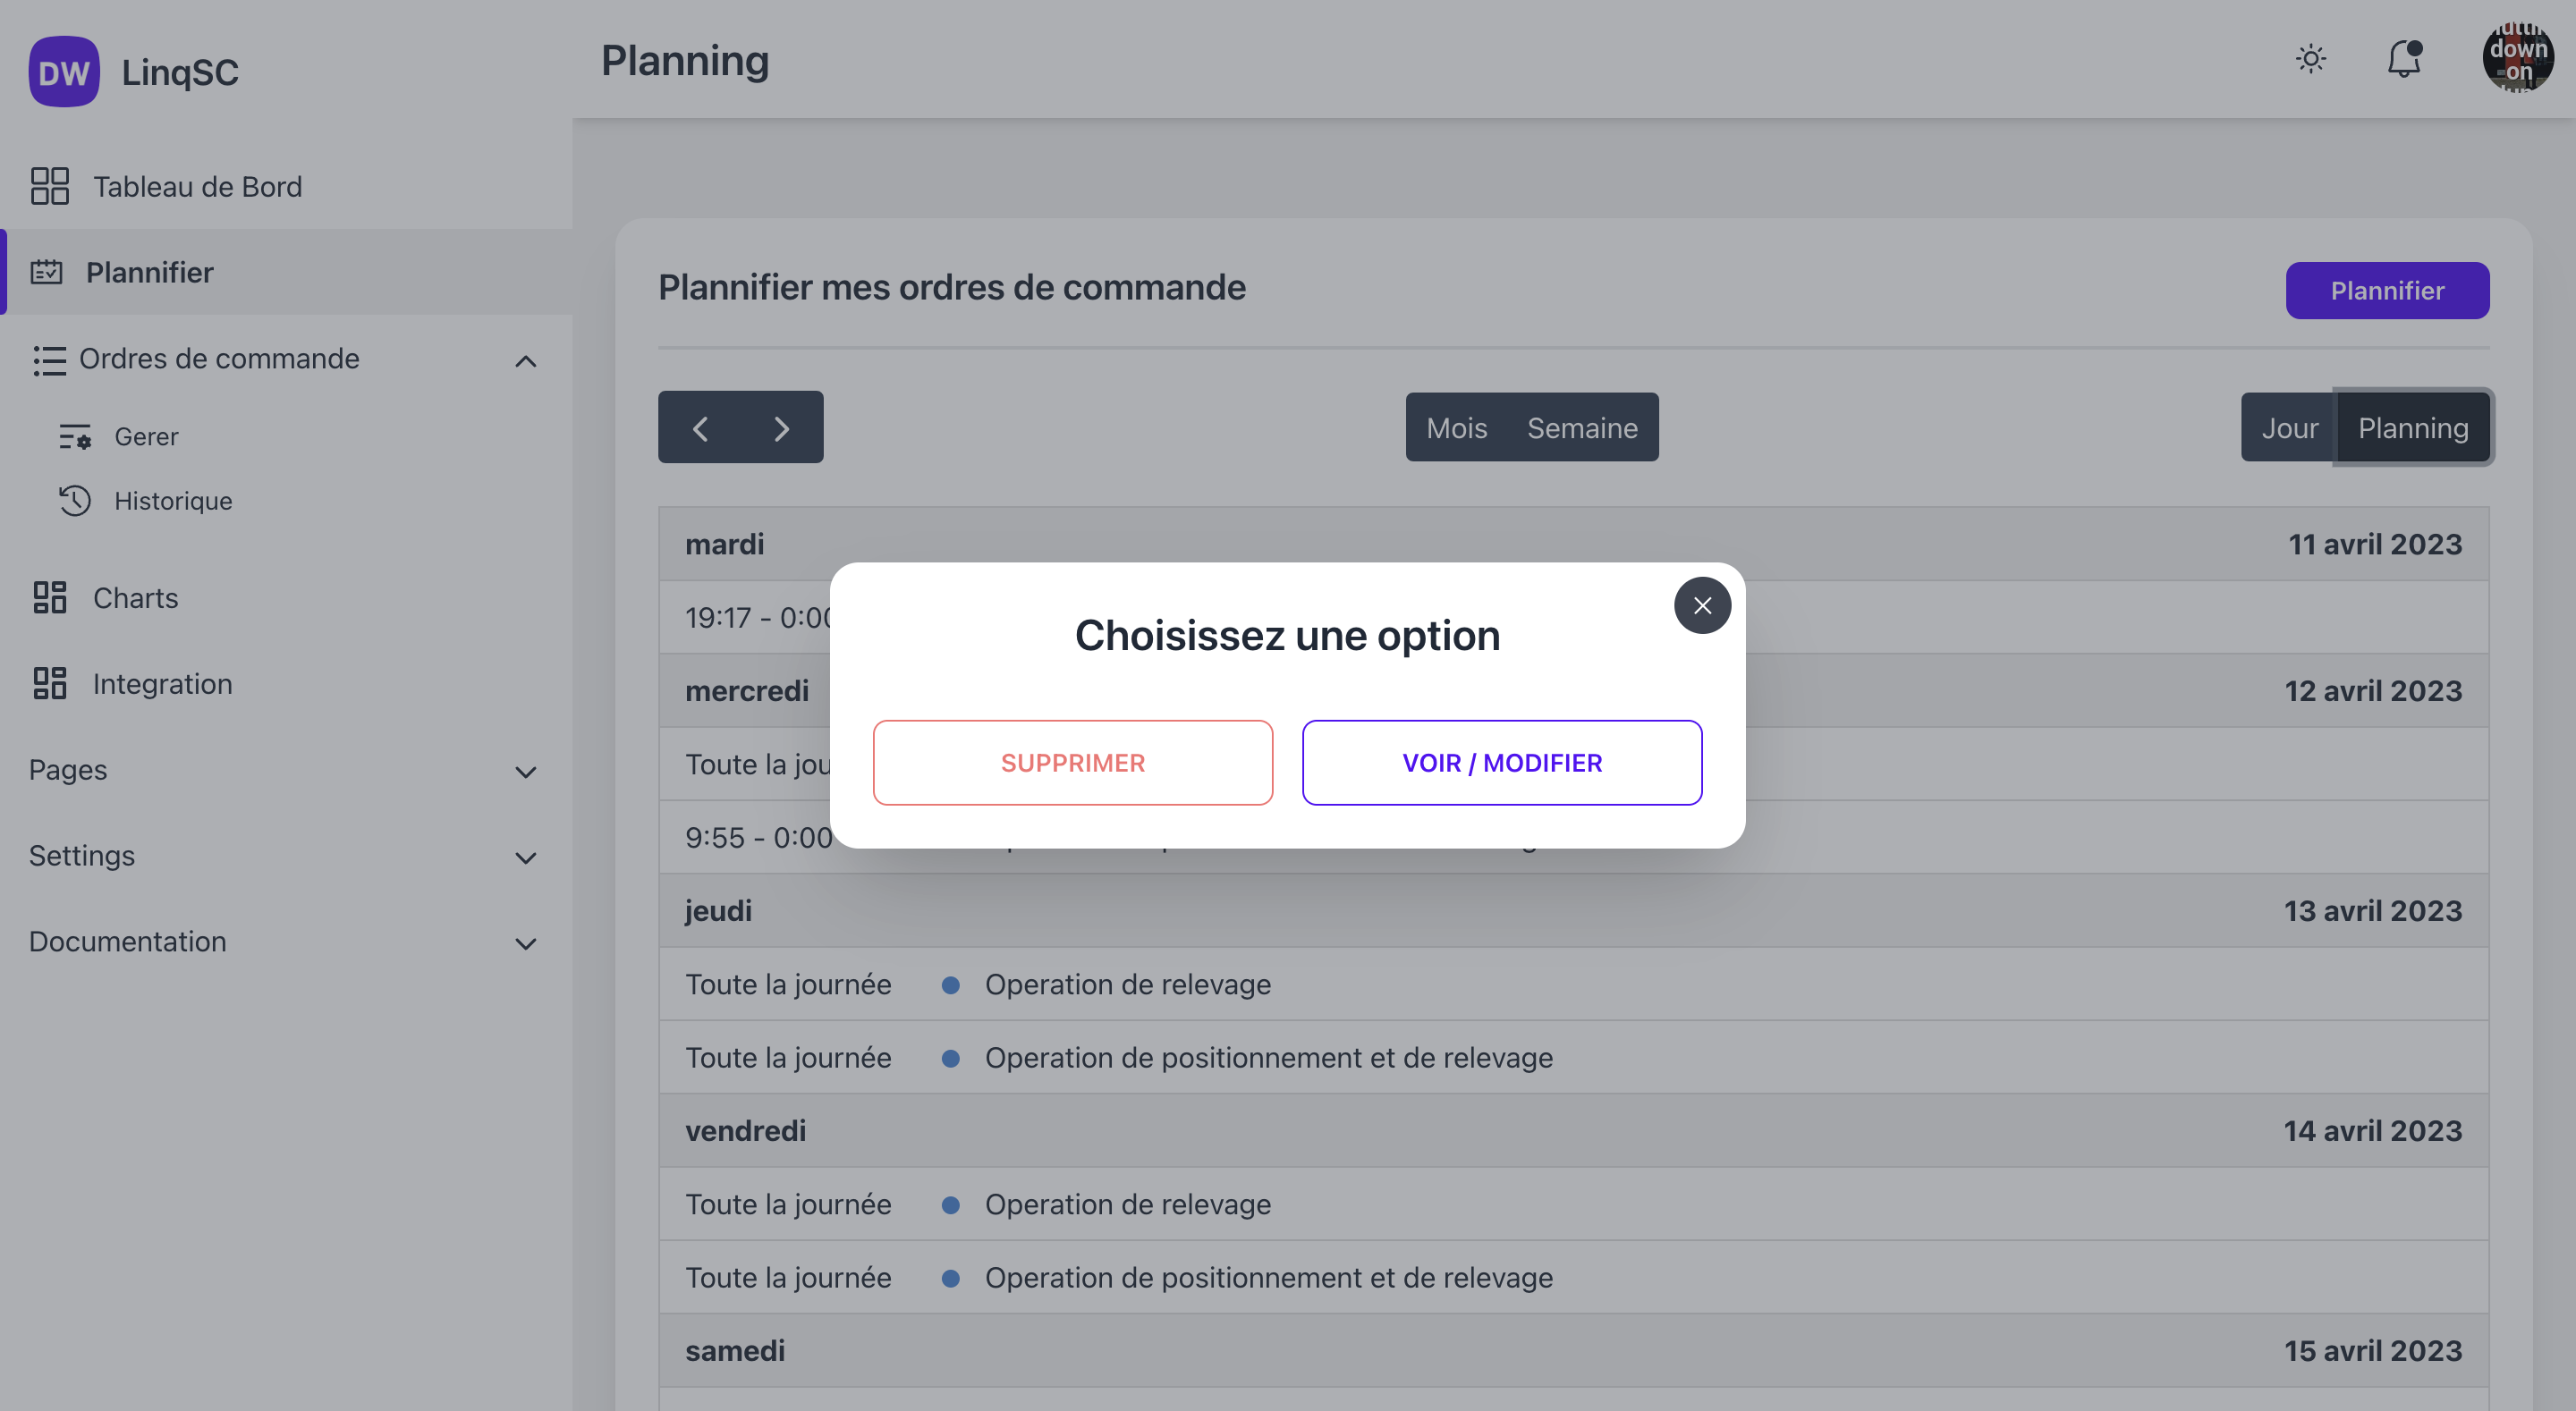 DW LinqSC
Planning
down
on
Tableau de Bord
Plannifier
Ordres de commande
Gerer
Historique
Charts
Integration
Pages
Settings
Documentation
Plannifier mes ordres de commande
Plannifier
Mois Semaine
Jour Planning
mardi 11 avril 2023
19:17 - 0:00
mercredi 12 avril 2023
Toute la jou
9:55 - 0:00
Choisissez une option
SUPPRIMER
VOIR / MODIFIER
jeudi 13 avril 2023
Toute la journée Operation de relevage
Toute la journée Operation de positionnement et de relevage
vendredi 14 avril 2023
Toute la journée Operation de relevage
Toute la journée Operation de positionnement et de relevage
samedi 15 avril 2023